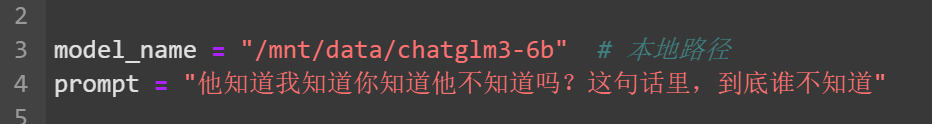 2
3 model_name = "/mnt/data/chatglm3-6b"  # 本地路径
4 prompt = "他知道我知道你知道他不知道吗？这句话里，到底谁不知道"
5